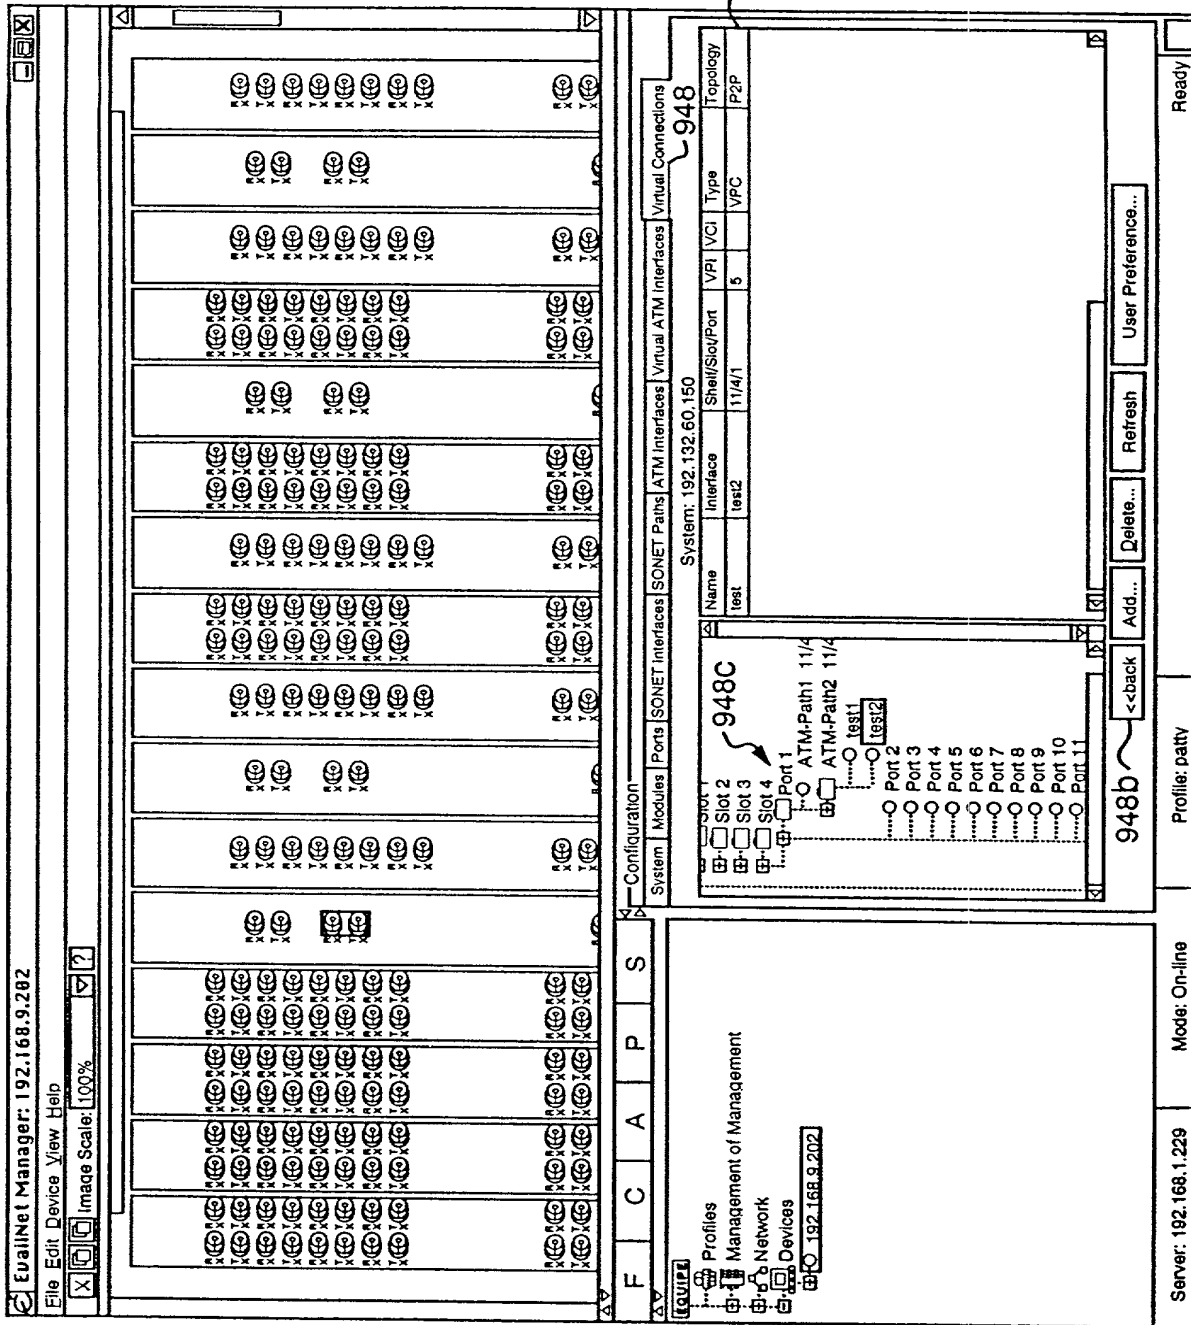 EvaliNet Manager: 192.168.9.202
File Edit Device View Help
Image Scale: 100% ?
F C A P S
EQUIPE
Profiles
Management of Management
Network
Devices
192.168.9.202
Configuration
System Modules Ports SONET Interfaces SONET Paths ATM Interfaces Virtual ATM Interfaces Virtual Connections
948
System: 192.132.60.150
Slot 1
Slot 2
Slot 3
Slot 4
Port 1
ATM-Path1 11/4
ATM-Path2 11/4
test1
test2
Port 2
Port 3
Port 4
Port 5
Port 6
Port 7
Port 8
Port 9
Port 10
Port 11
948C
Name Interface Shelf/Slot/Port VPI VCI Type Topology
test test2 11/4/1 5 VPC P2P
948b
<<back Add... Delete... Refresh User Preference...
Server: 192.168.1.229 Mode: On-line Profile: patty Ready